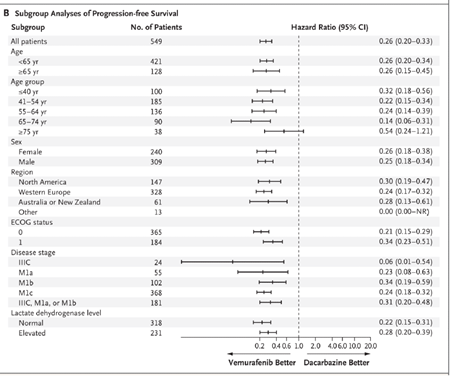 B Subgroup Analyses of Progression-free Survival
Subgroup No. of Patients Hazard Ratio (95% CI)
All patients 549 0.26 (0.20–0.33)
Age
<65 yr 421 0.26 (0.20–0.34)
≥65 yr 128 0.26 (0.15–0.45)
Age group
≤40 yr 100 0.32 (0.18–0.56)
41–54 yr 185 0.22 (0.15–0.34)
55–64 yr 136 0.24 (0.14–0.39)
65–74 yr 90 0.14 (0.06–0.31)
≥75 yr 38 0.54 (0.24–1.21)
Sex
Female 240 0.26 (0.18–0.38)
Male 309 0.25 (0.18–0.34)
Region
North America 147 0.30 (0.19–0.47)
Western Europe 328 0.24 (0.17–0.32)
Australia or New Zealand 61 0.28 (0.13–0.61)
Other 13 0.00 (0.00–NR)
ECOG status
0 365 0.21 (0.15–0.29)
1 184 0.34 (0.23–0.51)
Disease stage
IIIC 24 0.06 (0.01–0.54)
M1a 55 0.23 (0.08–0.63)
M1b 102 0.34 (0.19–0.59)
M1c 368 0.24 (0.18–0.32)
IIIC, M1a, or M1b 181 0.31 (0.20–0.48)
Lactate dehydrogenase level
Normal 318 0.22 (0.15–0.31)
Elevated 231 0.28 (0.20–0.39)
0.2 0.4 0.6 1.0 2.0 4.0 6.0 10.0 20.0
Vemurafenib Better Dacarbazine Better